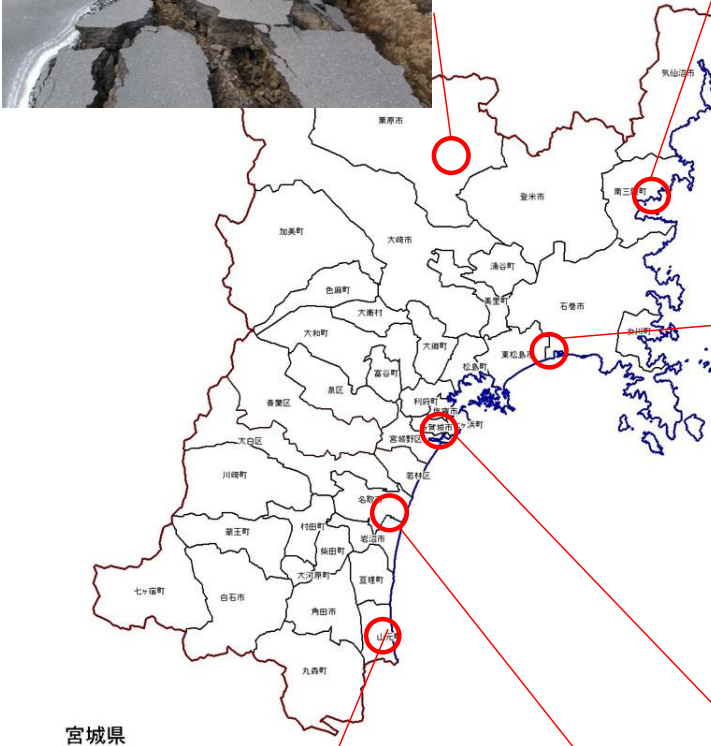 気仙沼市
栗原市
南三陸町
登米市
加美町
大崎市
涌谷町
色麻町
美里町
石巻市
大衡村
女川町
大和町
大郷町
東松島市
松島町
富谷町
泉区
利府町
青葉区
塩竈市
多賀城市
七ヶ浜町
宮城野区
太白区
若林区
川崎町
名取市
村田町
蔵王町
岩沼市
柴田町
大河原町
亘理町
七ヶ宿町
白石市
角田市
山元町
丸森町
宮城県